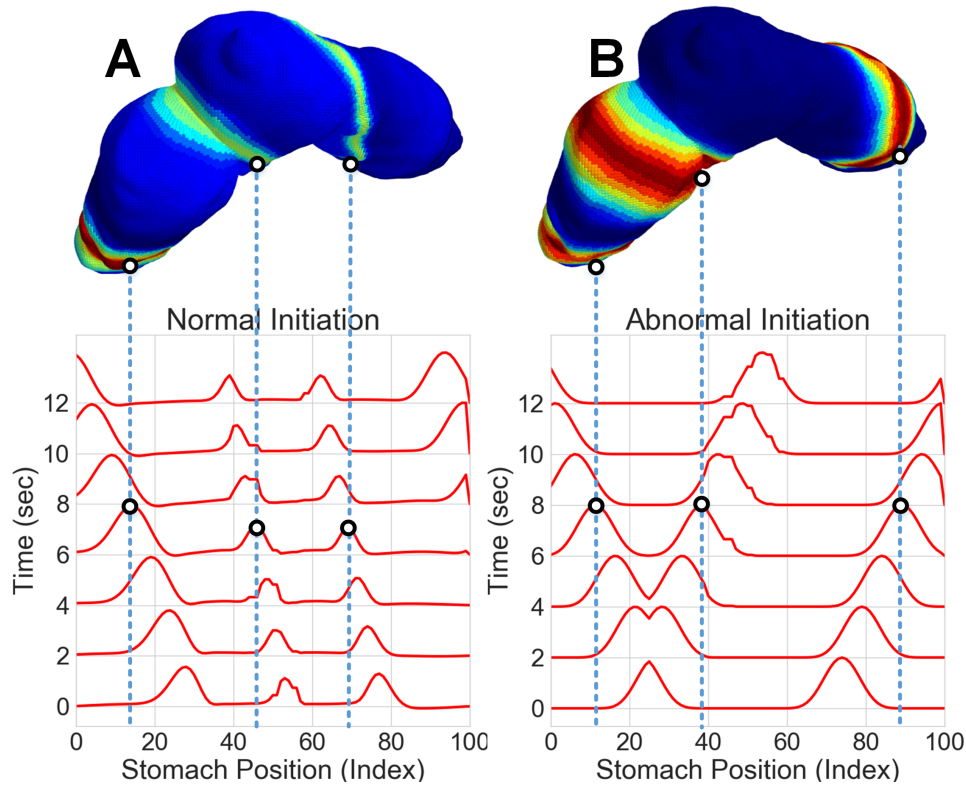 A
B
Normal Initiation
Abnormal Initiation
Time (sec)
12
10
8
6
4
2
0
0 20 40 60 80 100
Stomach Position (Index)
Time (sec)
12
10
8
6
4
2
0
0 20 40 60 80 100
Stomach Position (Index)